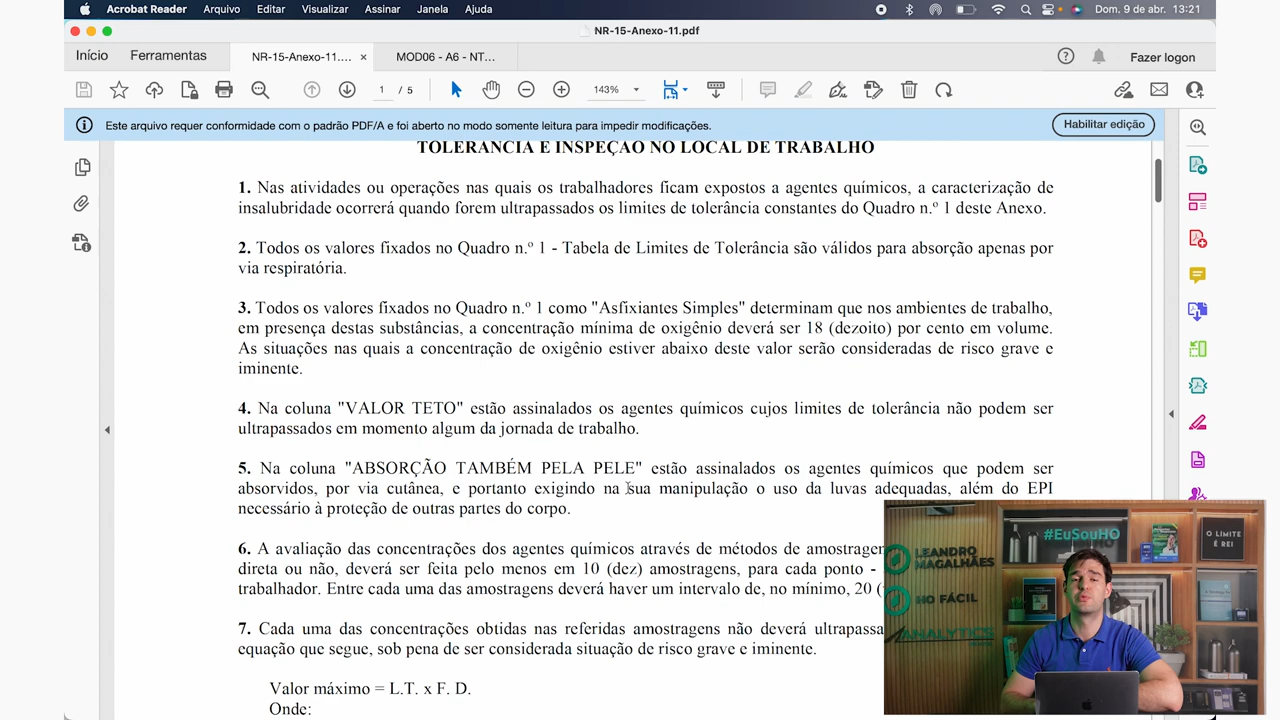 Acrobat Reader Arquivo Editar Visualizar Assinar Janela Ajuda Dom. 9 de abr. 13:21
NR-15-Anexo-11.pdf
Início Ferramentas NR-15-Anexo-11.... × MOD06 - A6 - NT... Fazer logon
1 / 5 143%
Este arquivo requer conformidade com o padrão PDF/A e foi aberto no modo somente leitura para impedir modificações. Habilitar edição
TOLERÂNCIA E INSPEÇÃO NO LOCAL DE TRABALHO
1. Nas atividades ou operações nas quais os trabalhadores ficam expostos a agentes químicos, a caracterização de
insalubridade ocorrerá quando forem ultrapassados os limites de tolerância constantes do Quadro n.º 1 deste Anexo.
2. Todos os valores fixados no Quadro n.º 1 - Tabela de Limites de Tolerância são válidos para absorção apenas por
via respiratória.
3. Todos os valores fixados no Quadro n.º 1 como "Asfixiantes Simples" determinam que nos ambientes de trabalho,
em presença destas substâncias, a concentração mínima de oxigênio deverá ser 18 (dezoito) por cento em volume.
As situações nas quais a concentração de oxigênio estiver abaixo deste valor serão consideradas de risco grave e
iminente.
4. Na coluna "VALOR TETO" estão assinalados os agentes químicos cujos limites de tolerância não podem ser
ultrapassados em momento algum da jornada de trabalho.
5. Na coluna "ABSORÇÃO TAMBÉM PELA PELE" estão assinalados os agentes químicos que podem ser
absorvidos, por via cutânea, e portanto exigindo na sua manipulação o uso da luvas adequadas, além do EPI
necessário à proteção de outras partes do corpo.
6. A avaliação das concentrações dos agentes químicos através de métodos de amostragem
direta ou não, deverá ser feita pelo menos em 10 (dez) amostragens, para cada ponto -
trabalhador. Entre cada uma das amostragens deverá haver um intervalo de, no mínimo, 20 (
7. Cada uma das concentrações obtidas nas referidas amostragens não deverá ultrapassa
equação que segue, sob pena de ser considerada situação de risco grave e iminente.
Valor máximo = L.T. x F. D.
Onde:
#EuSouHO
O LIMITE
É REI
LEANDRO
MAGALHÃES
HO FÁCIL
ANALYTICS